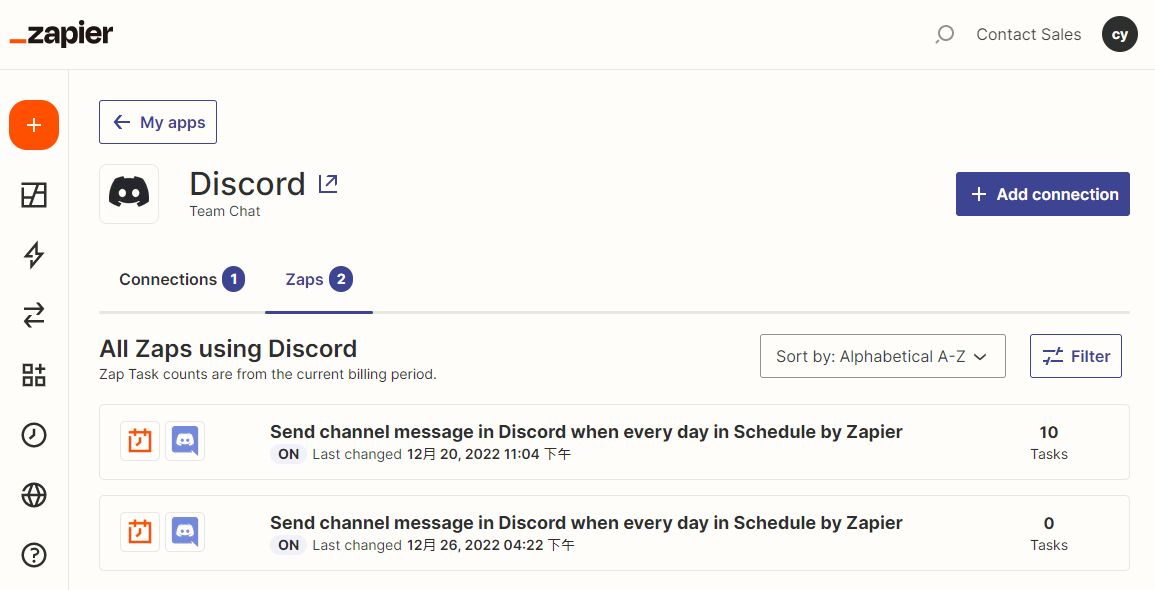 _zapier
Contact Sales
cy
My apps
Discord
Team Chat
Add connection
Connections 1
Zaps 2
All Zaps using Discord
Zap Task counts are from the current billing period.
Sort by: Alphabetical A-Z
Filter
Send channel message in Discord when every day in Schedule by Zapier
10
ON Last changed 12月 20, 2022 11:04 下午
Tasks
Send channel message in Discord when every day in Schedule by Zapier
0
ON Last changed 12月 26, 2022 04:22 下午
Tasks